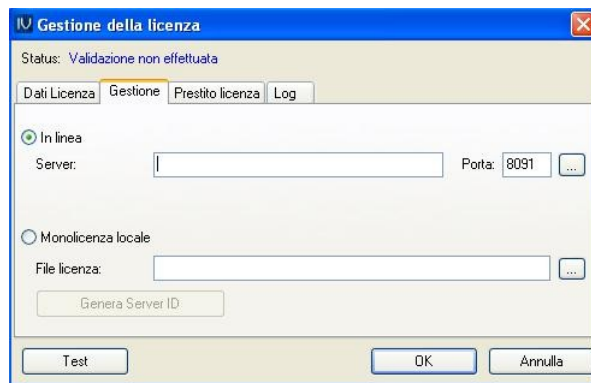 IU Gestione della licenza
Status: Validazione non effettuata
Dati Licenza Gestione Prestito licenza Log
In linea
Server: Porta: 8091 ...
Monolicenza locale
File licenza: ...
Genera Server ID
Test OK Annulla